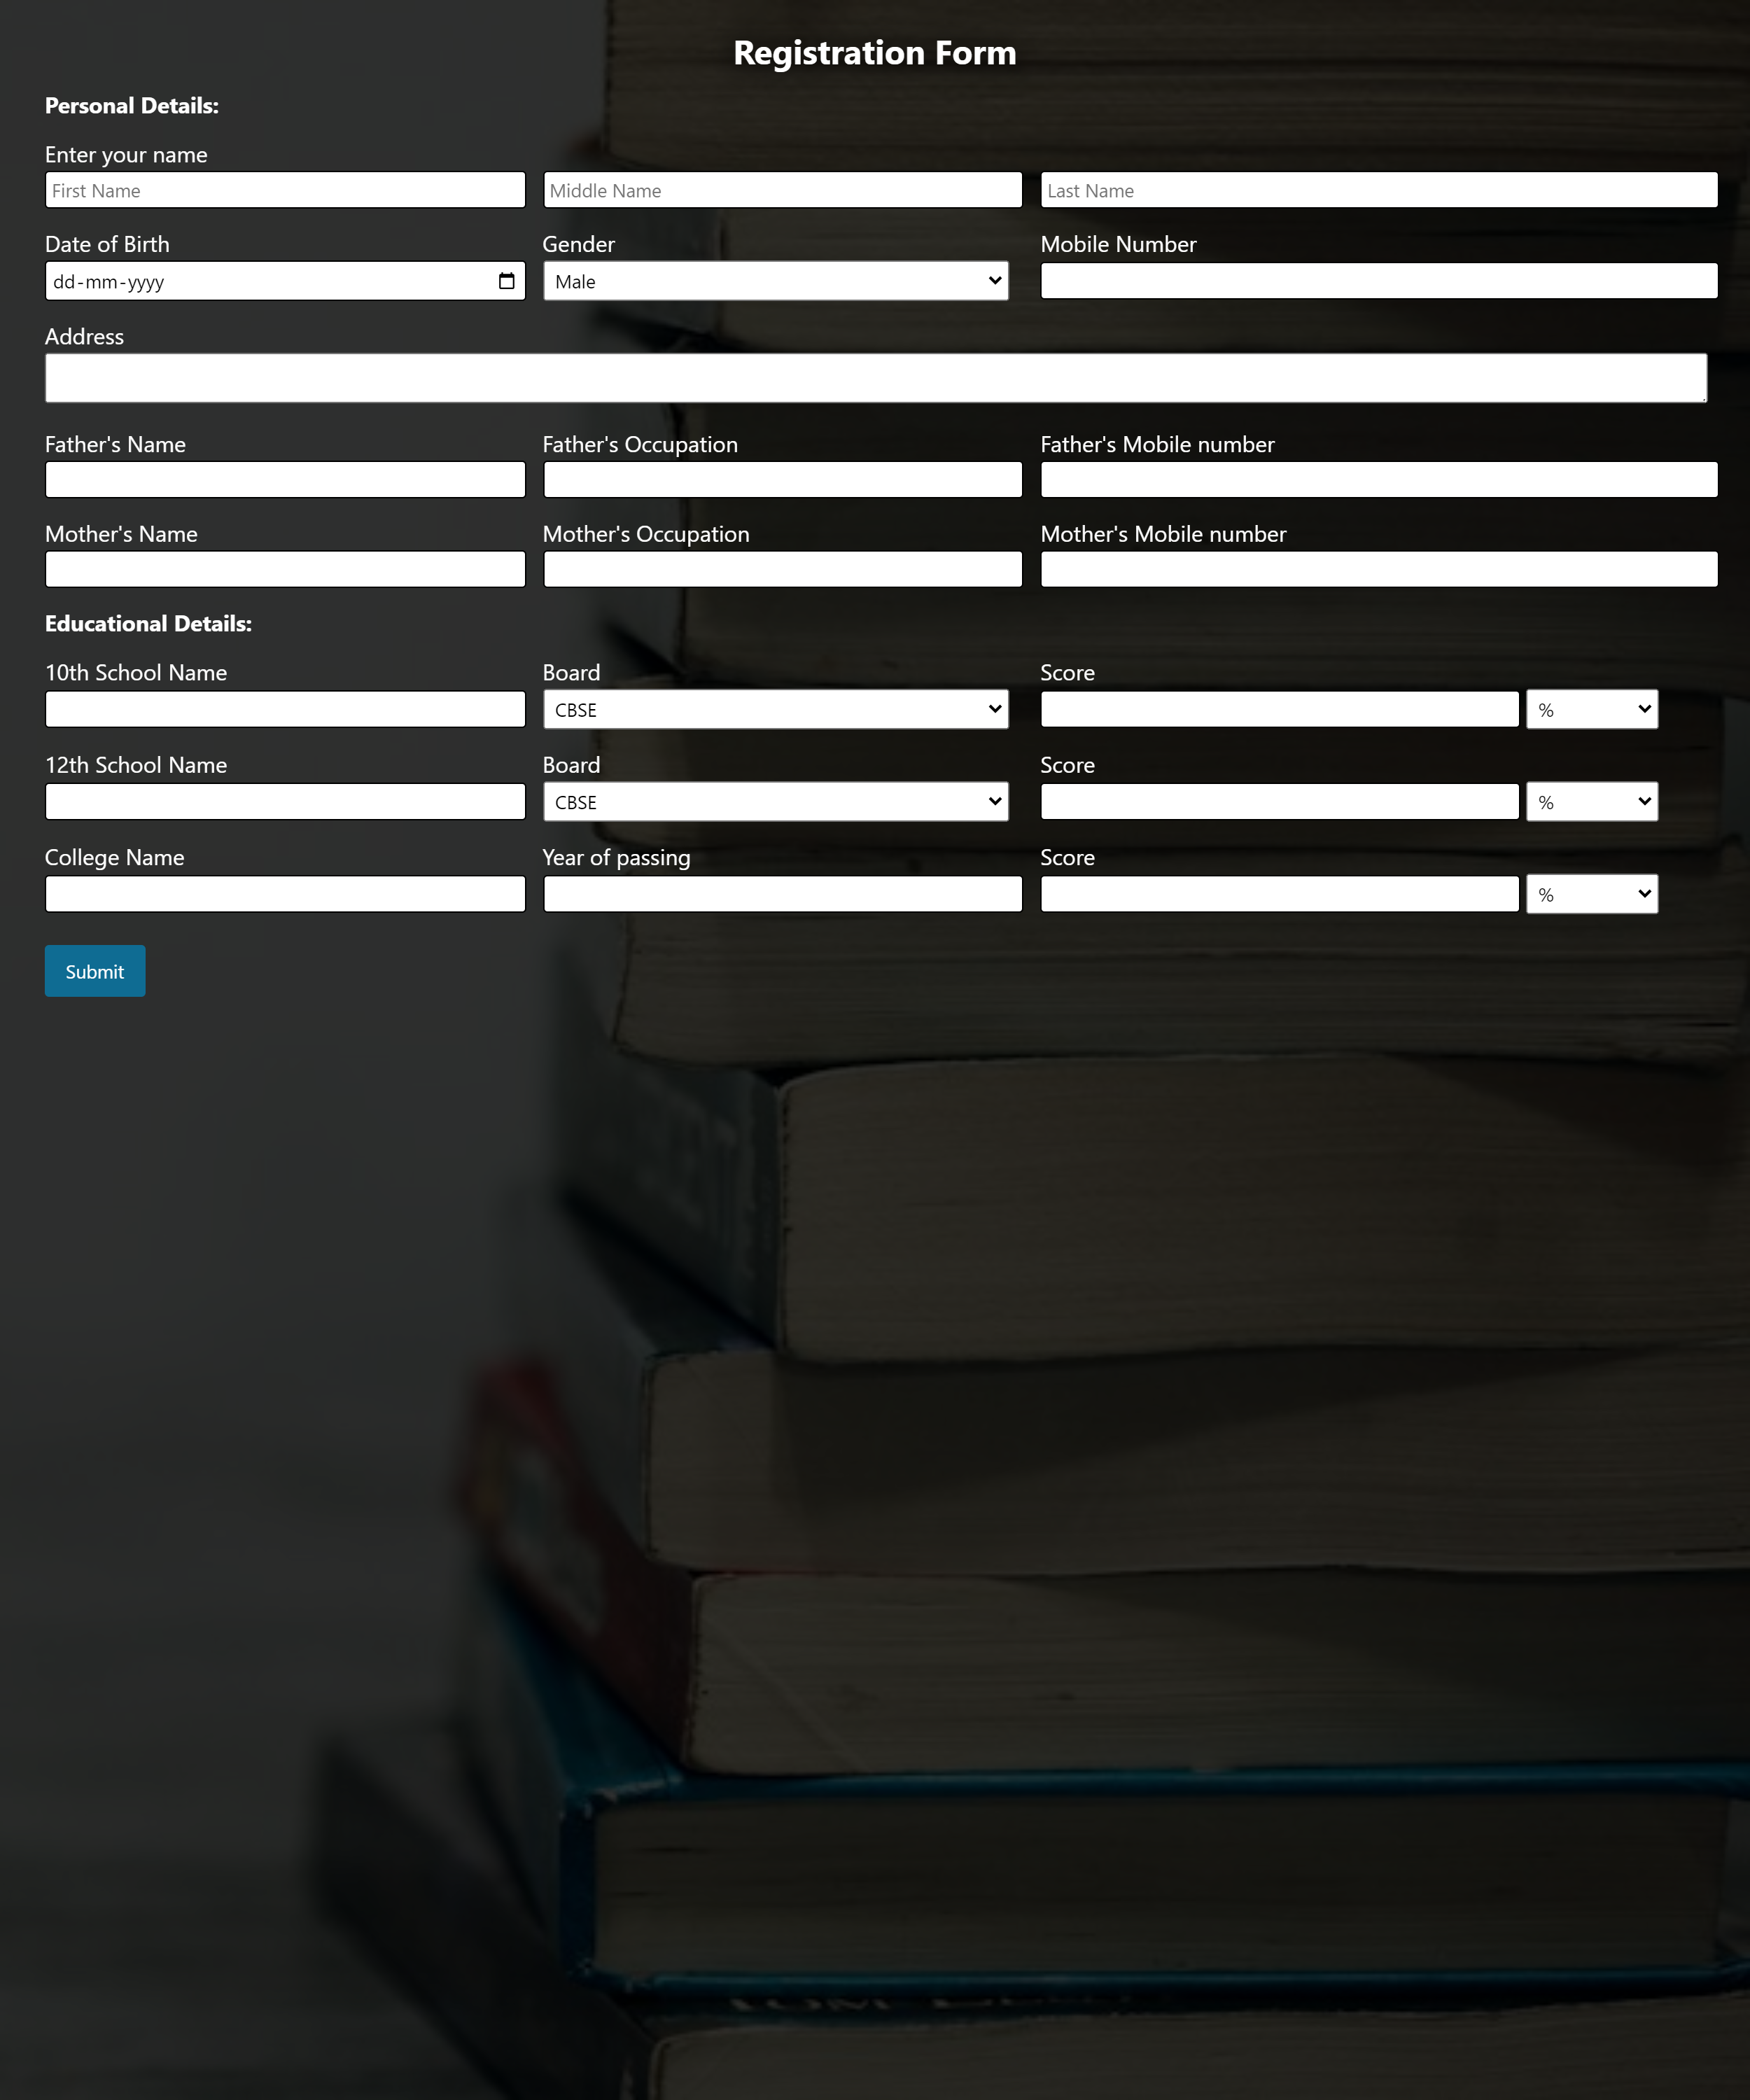 Registration Form
Personal Details:
Enter your name
First Name Middle Name Last Name
Date of Birth Gender Mobile Number
dd-mm-yyyy Male
Address
Father's Name Father's Occupation Father's Mobile number
Mother's Name Mother's Occupation Mother's Mobile number
Educational Details:
10th School Name Board Score
CBSE %
12th School Name Board Score
CBSE %
College Name Year of passing Score
%
Submit